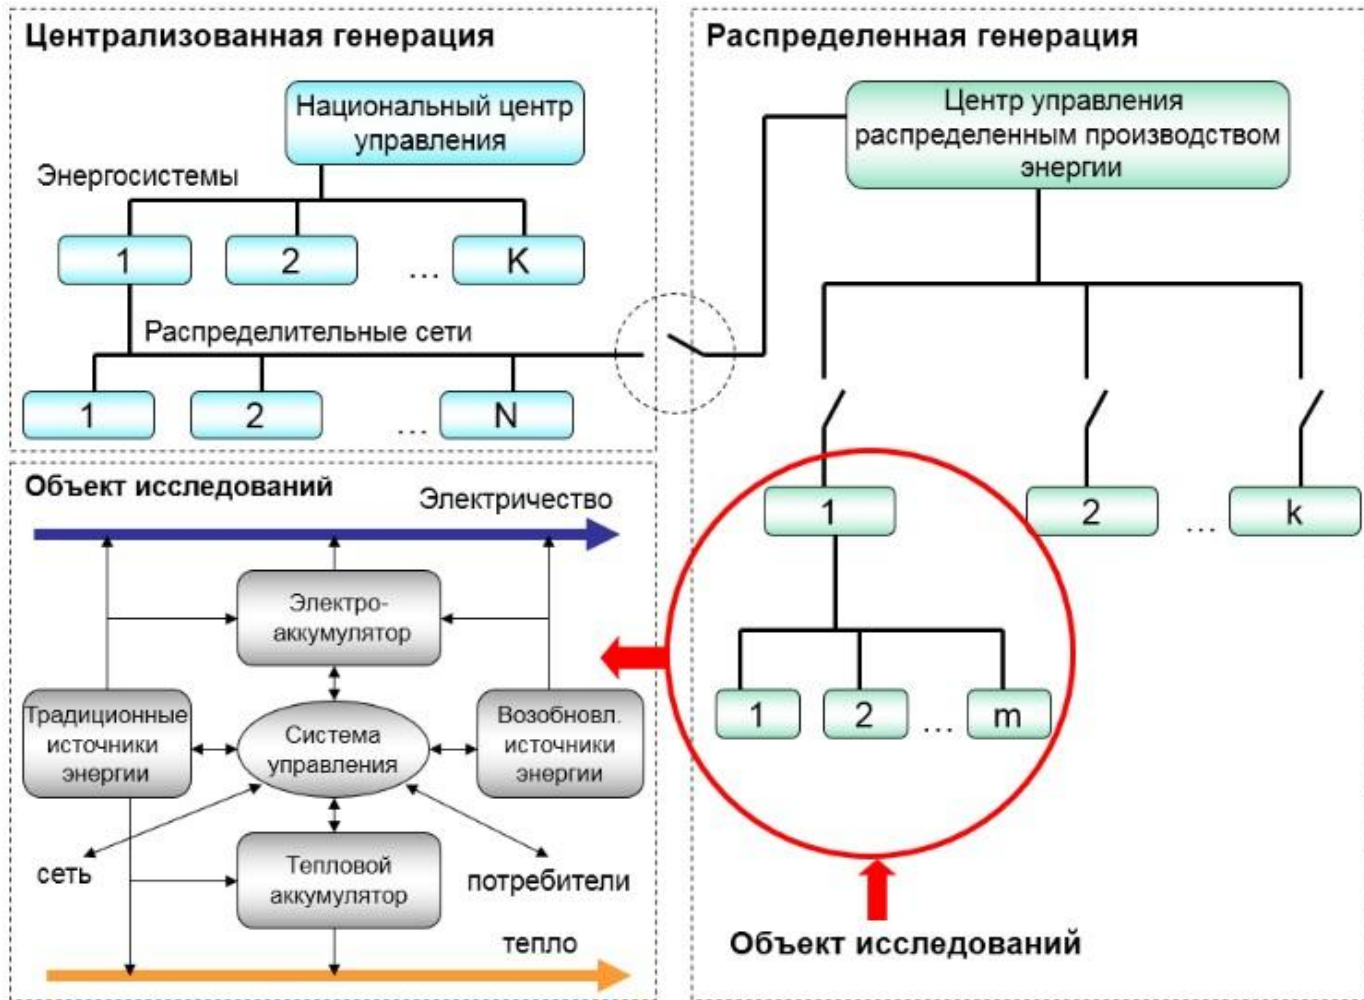 Централизованная генерация
Национальный центр
управления
Энергосистемы
1
2
...
K
Распределительные сети
1
2
...
N
Распределенная генерация
Центр управления
распределенным производством
энергии
1
2
...
k
1
2
...
m
Объект исследований
Объект исследований
Электричество
Электро-
аккумулятор
Традиционные
источники
энергии
Система
управления
Возобновл.
источники
энергии
сеть
Тепловой
аккумулятор
потребители
тепло